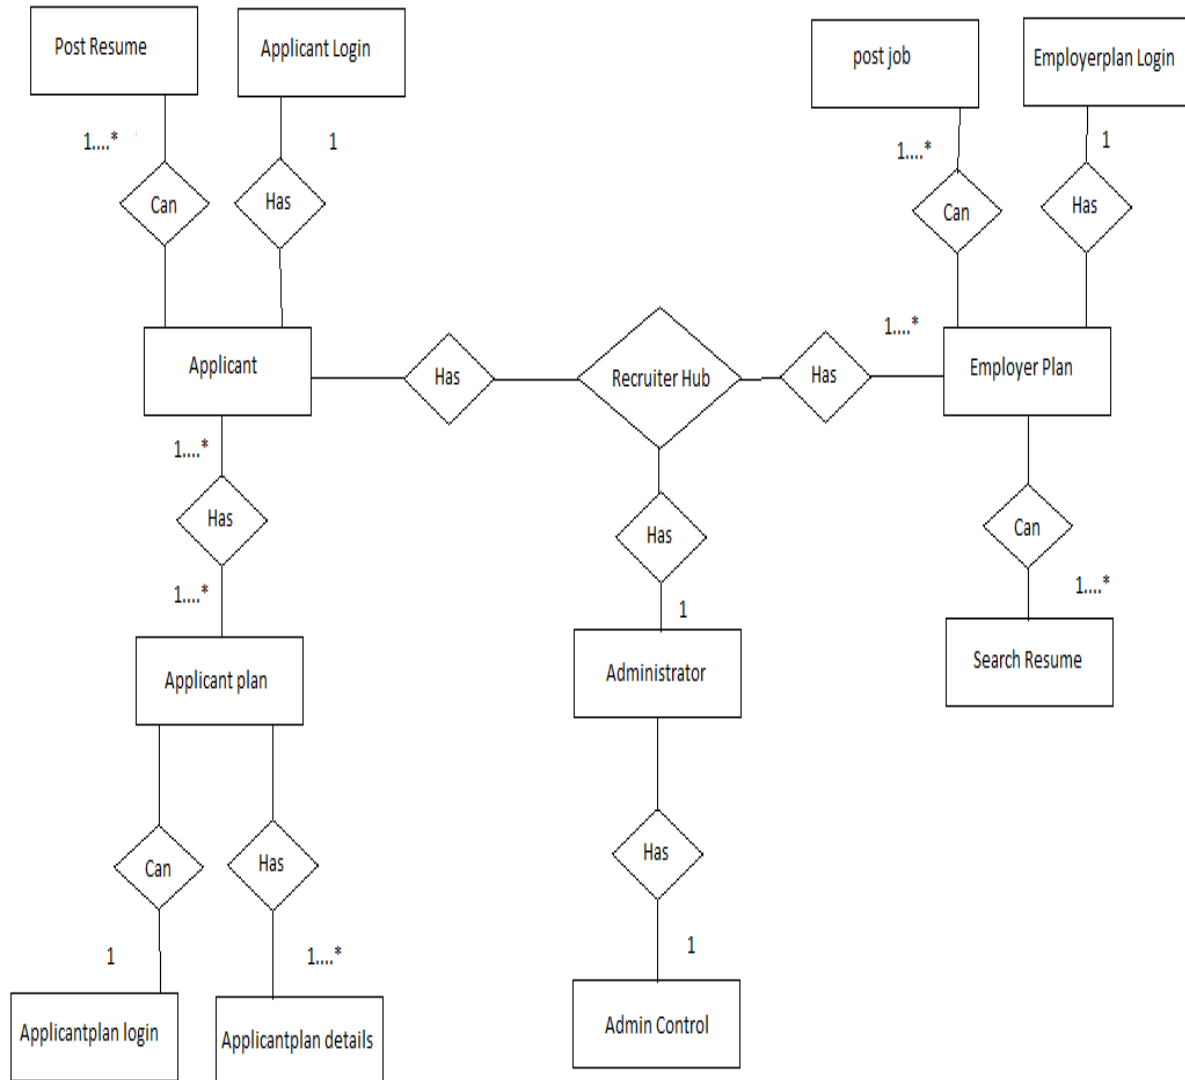 Post Resume
Applicant Login
post job
Employerplan Login
1....*
1
1....*
1
Can
Has
Can
Has
1....*
Applicant
Has
Recruiter Hub
Has
Employer Plan
1....*
Has
Has
Can
1....*
1
1....*
Applicant plan
Administrator
Search Resume
Can
Has
Has
1
1....*
1
Applicantplan login
Applicantplan details
Admin Control